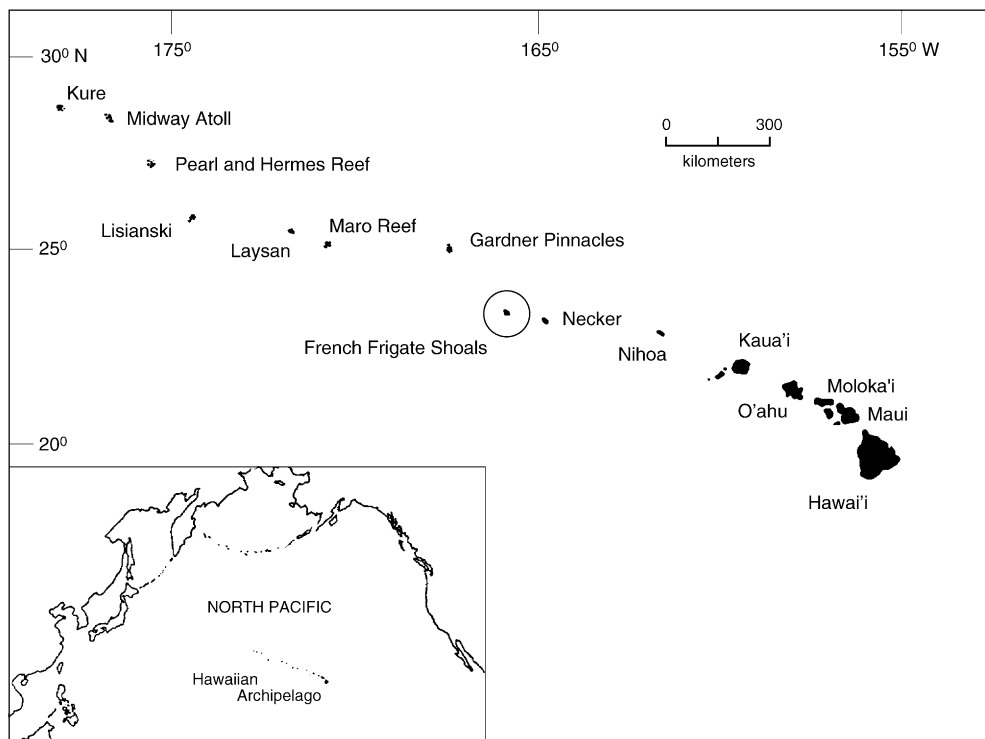 175⁰ 165⁰ 155⁰ W
30⁰ N
Kure
Midway Atoll
0 300
kilometers
Pearl and Hermes Reef
Lisianski
Laysan
Maro Reef
Gardner Pinnacles
25⁰
French Frigate Shoals
Necker
Nihoa
Kaua’i
O’ahu
Moloka'i
Maui
20⁰
Hawai’i
NORTH PACIFIC
Hawaiian
Archipelago